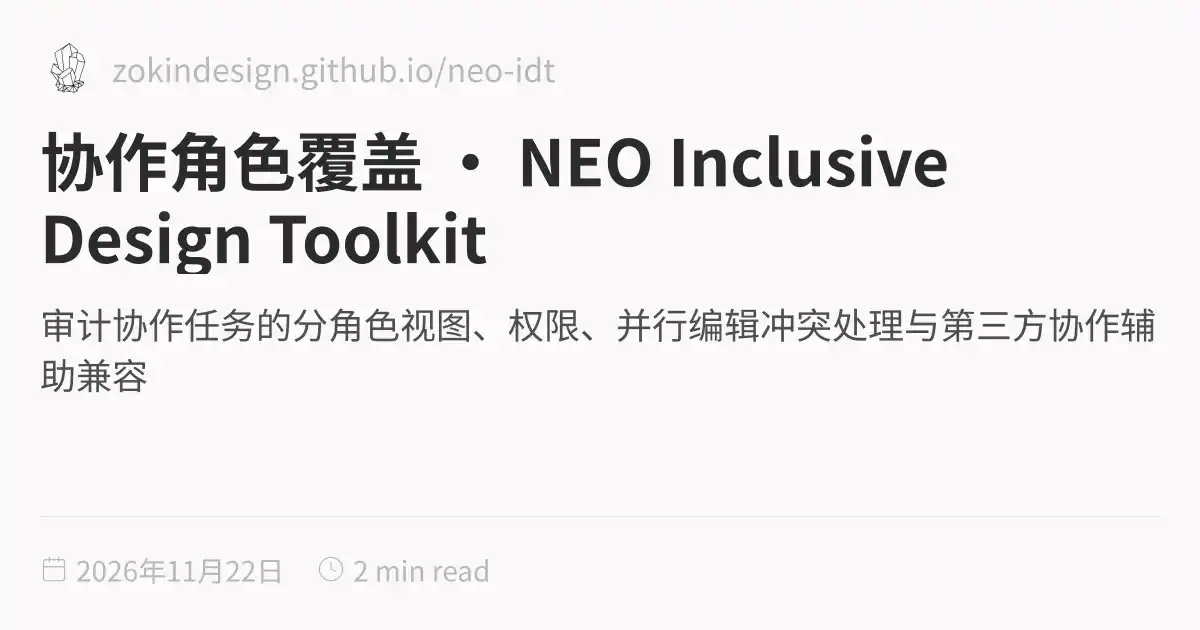 zokindesign.github.io/neo-idt
协作角色覆盖 · NEO Inclusive
Design Toolkit
审计协作任务的分角色视图、权限、并行编辑冲突处理与第三方协作辅
助兼容
2026年11月22日 2 min read